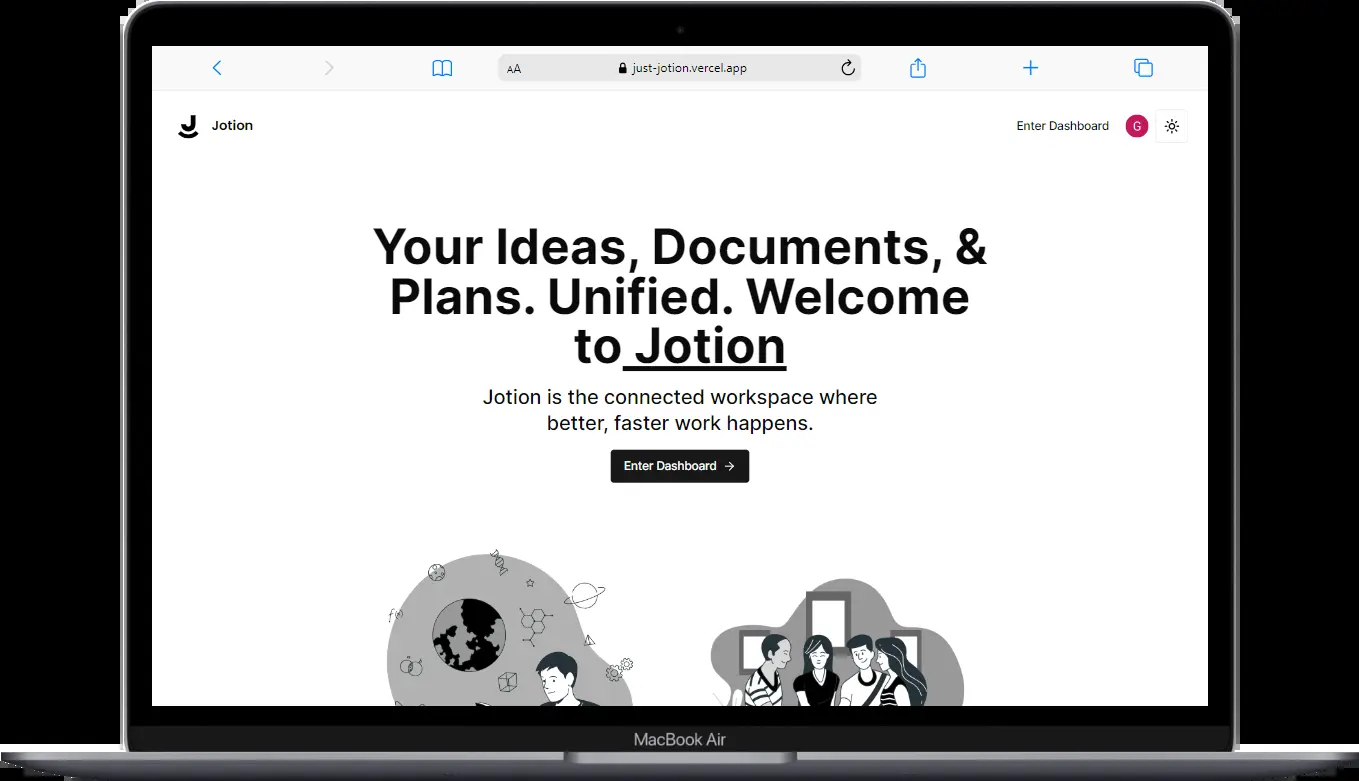 AA
just-jotion.vercel.app
Jotion
Enter Dashboard
G
Your Ideas, Documents, &
Plans. Unified. Welcome
to Jotion
Jotion is the connected workspace where
better, faster work happens.
Enter Dashboard →
f(x)
MacBook Air